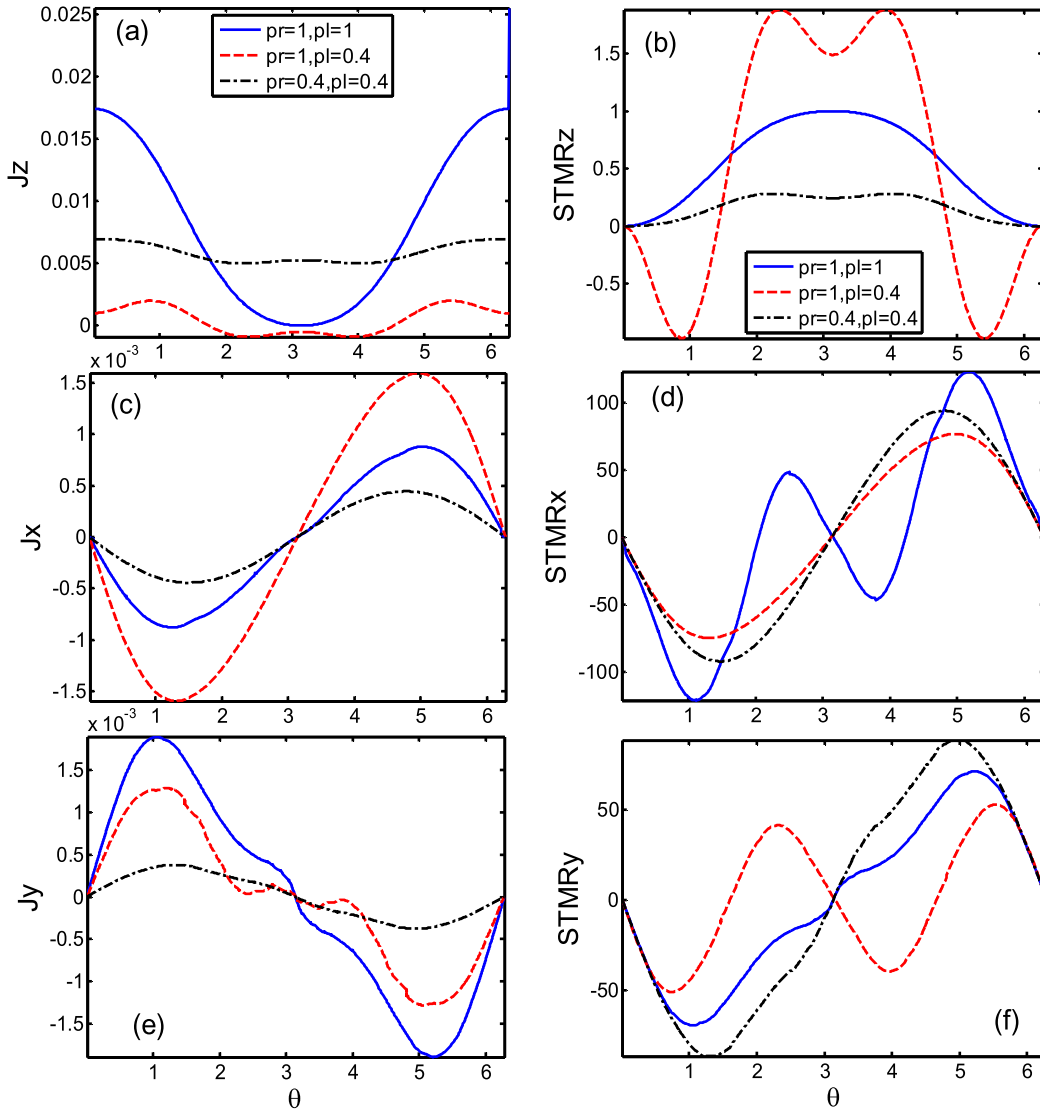 (a)
pr=1,pl=1
pr=1,pl=0.4
pr=0.4,pl=0.4
0.025
0.02
0.015
0.01
0.005
0
Jz
1 2 3 4 5 6
(b)
1.5
1
0.5
0
-0.5
STMRz
pr=1,pl=1
pr=1,pl=0.4
pr=0.4,pl=0.4
1 2 3 4 5 6
x 10⁻³
(c)
1.5
1
0.5
0
-0.5
-1
-1.5
Jx
1 2 3 4 5 6
(d)
100
50
0
-50
-100
STMRx
1 2 3 4 5 6
x 10⁻³
1.5
1
0.5
0
-0.5
-1
-1.5
Jy
(e)
1 2 3 4 5 6
θ
50
0
-50
STMRy
(f)
1 2 3 4 5 6
θ